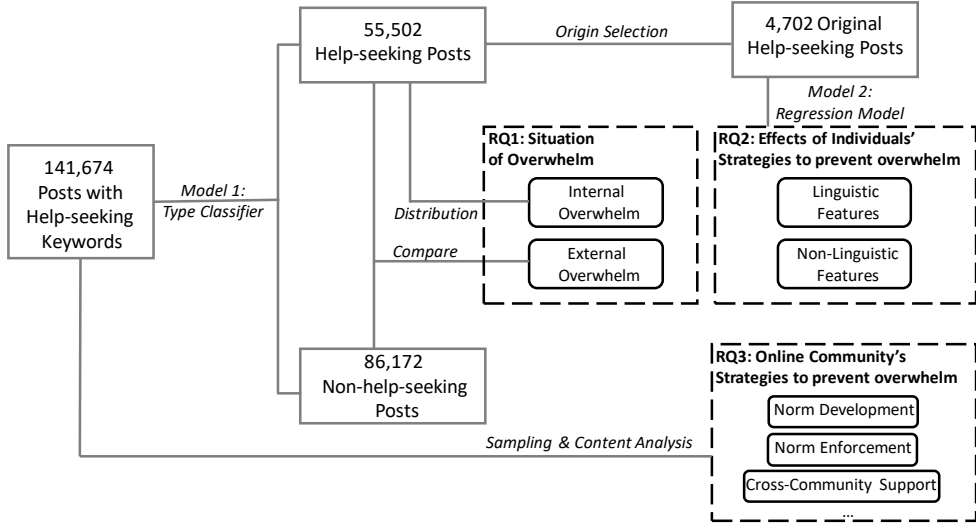 55,502
Help-seeking Posts
Origin Selection
4,702 Original
Help-seeking Posts
Model 2:
Regression Model
141,674
Posts with
Help-seeking
Keywords
Model 1:
Type Classifier
RQ1: Situation
of Overwhelm
Internal
Overwhelm
External
Overwhelm
Distribution
Compare
RQ2: Effects of Individuals'
Strategies to prevent overwhelm
Linguistic
Features
Non-Linguistic
Features
86,172
Non-help-seeking
Posts
Sampling & Content Analysis
RQ3: Online Community's
Strategies to prevent overwhelm
Norm Development
Norm Enforcement
Cross-Community Support
...